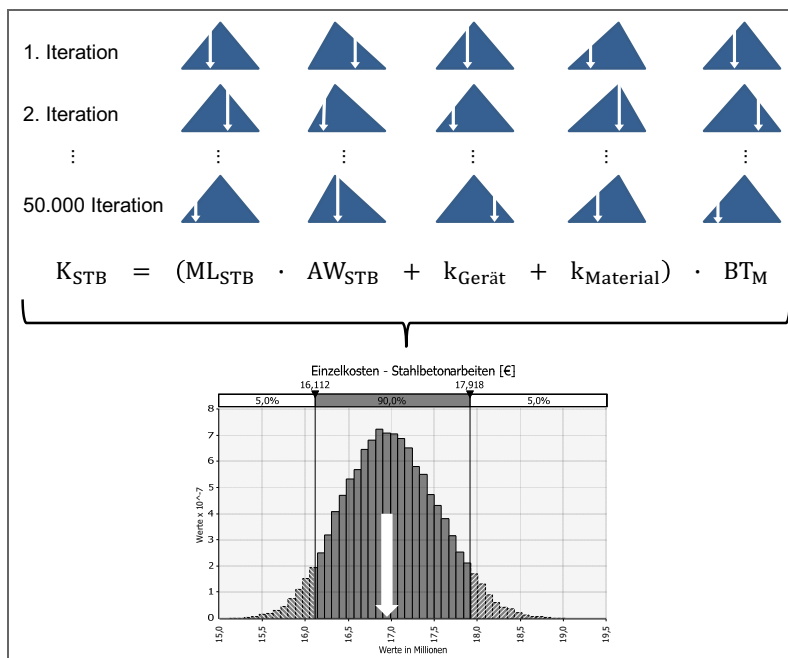 1. Iteration
2. Iteration
⋮ ⋮ ⋮ ⋮ ⋮ ⋮
50.000 Iteration
K_STB = (ML_STB · AW_STB + k_Gerät + k_Material) · BT_M
Einzelkosten - Stahlbetonarbeiten [€]
16,112 17,918
5,0% 90,0% 5,0%
8
7
6
5
4
3
2
1
0
Werte x 10^-7
15,0 15,5 16,0 16,5 17,0 17,5 18,0 18,5 19,0 19,5
Werte in Millionen